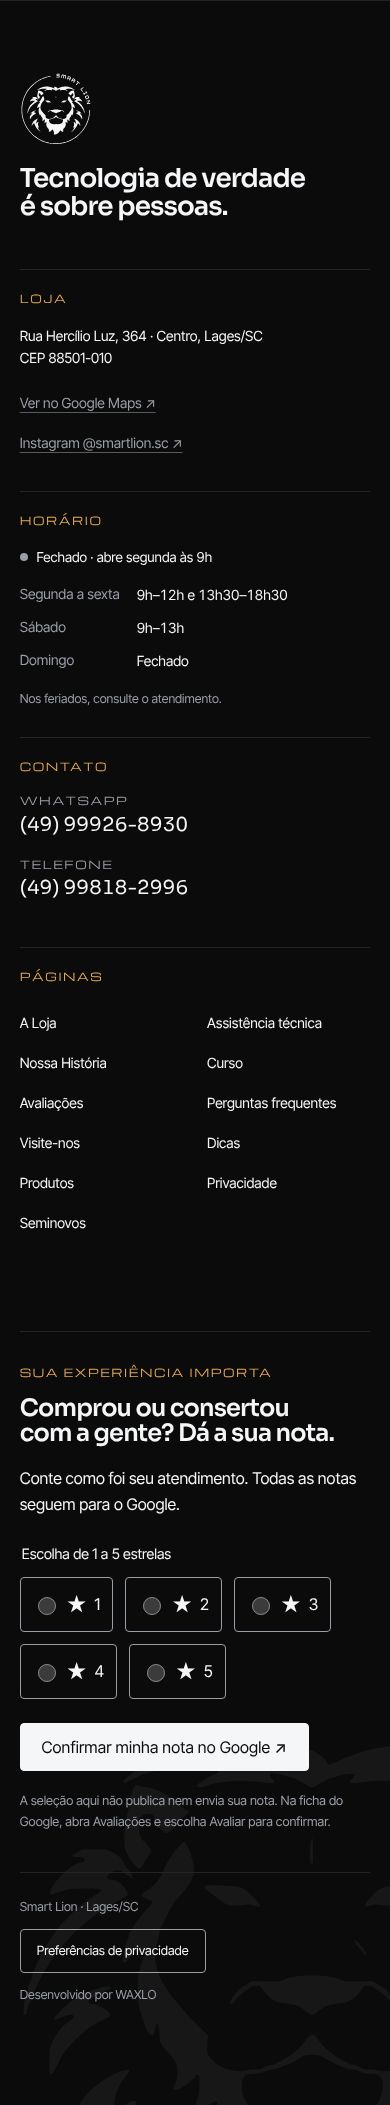 SMART LION
Tecnologia de verdade
é sobre pessoas.
LOJA
Rua Hercílio Luz, 364 · Centro, Lages/SC
CEP 88501-010
Ver no Google Maps ↗
Instagram @smartlion.sc ↗
HORÁRIO
Fechado · abre segunda às 9h
Segunda a sexta 9h–12h e 13h30–18h30
Sábado 9h–13h
Domingo Fechado
Nos feriados, consulte o atendimento.
CONTATO
WHATSAPP
(49) 99926-8930
TELEFONE
(49) 99818-2996
PÁGINAS
A Loja Assistência técnica
Nossa História Curso
Avaliações Perguntas frequentes
Visite-nos Dicas
Produtos Privacidade
Seminovos
SUA EXPERIÊNCIA IMPORTA
Comprou ou consertou
com a gente? Dá a sua nota.
Conte como foi seu atendimento. Todas as notas
seguem para o Google.
Escolha de 1 a 5 estrelas
★ 1 ★ 2 ★ 3
★ 4 ★ 5
Confirmar minha nota no Google ↗
A seleção aqui não publica nem envia sua nota. Na ficha do
Google, abra Avaliações e escolha Avaliar para confirmar.
Smart Lion · Lages/SC
Preferências de privacidade
Desenvolvido por WAXLO